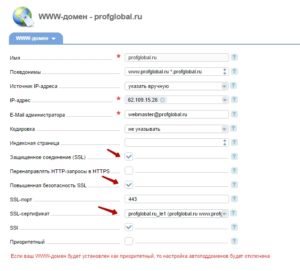 WWW-домен - profglobal.ru
WWW-домен
Имя * profglobal.ru
Псевдонимы www.profglobal.ru *.profglobal.ru
Источник IP-адреса указать вручную
IP-адрес * 62.109.15.26
E-Mail администратора * webmaster@profglobal.ru
Кодировка не указывать
Индексная страница
Защищенное соединение (SSL)
Перенаправлять HTTP-запросы в HTTPS
Повышенная безопасность SSL
SSL-порт 443
SSL-сертификат profglobal.ru_le1 (profglobal.ru www.prof
SSI
Приоритетный
Если ваш WWW-домен будет установлен как приоритетный, то настройка автоподдоменов будет отключена